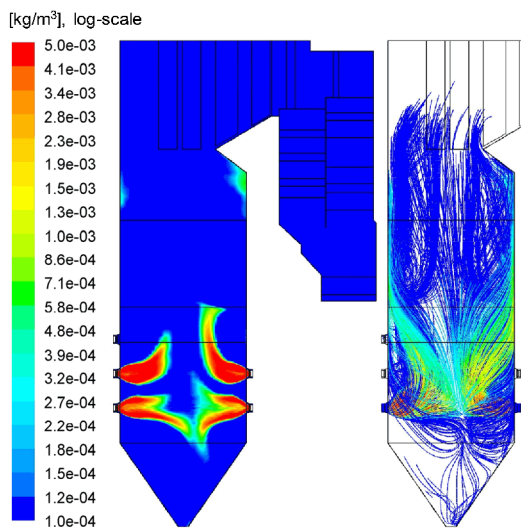 [kg/m³], log-scale
5.0e-03
4.1e-03
3.4e-03
2.8e-03
2.3e-03
1.9e-03
1.5e-03
1.3e-03
1.0e-03
8.6e-04
7.1e-04
5.8e-04
4.8e-04
3.9e-04
3.2e-04
2.7e-04
2.2e-04
1.8e-04
1.5e-04
1.2e-04
1.0e-04